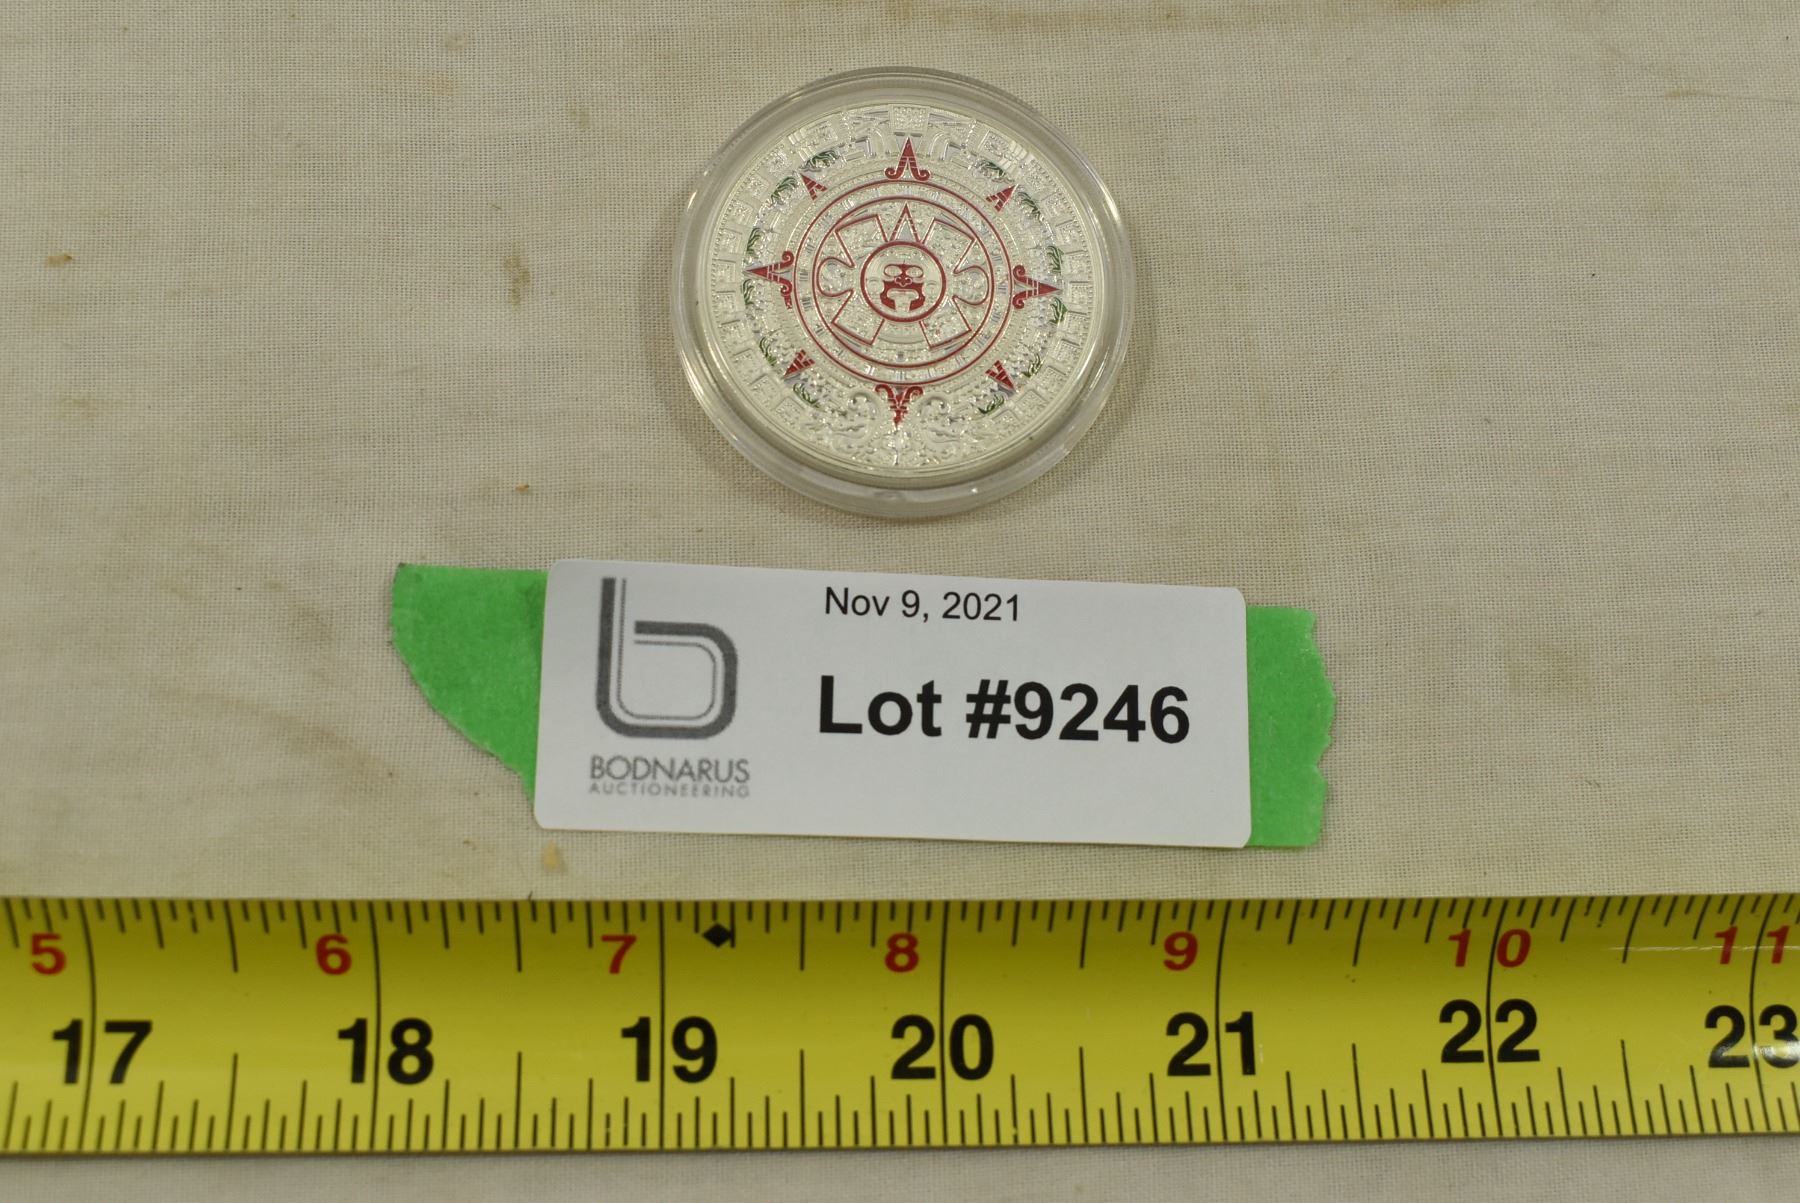 Nov 9, 2021
Lot #9246
BODNARUS
AUCTIONEERING
5 6 7 8 9 10 11
17 18 19 20 21 22 23